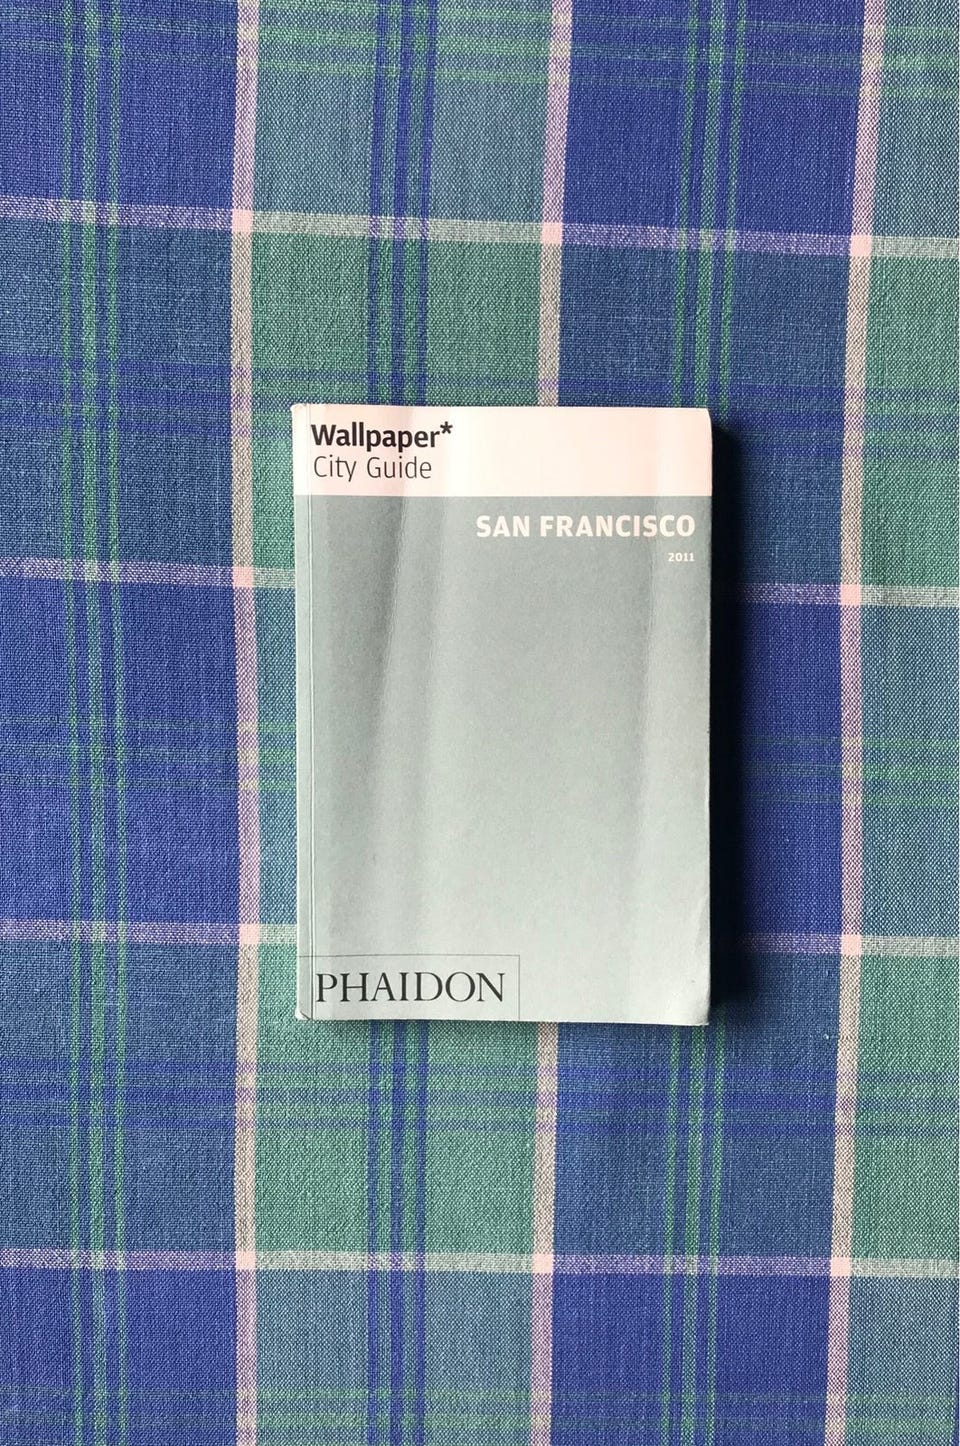 Wallpaper*
City Guide
SAN FRANCISCO
2011
PHAIDON